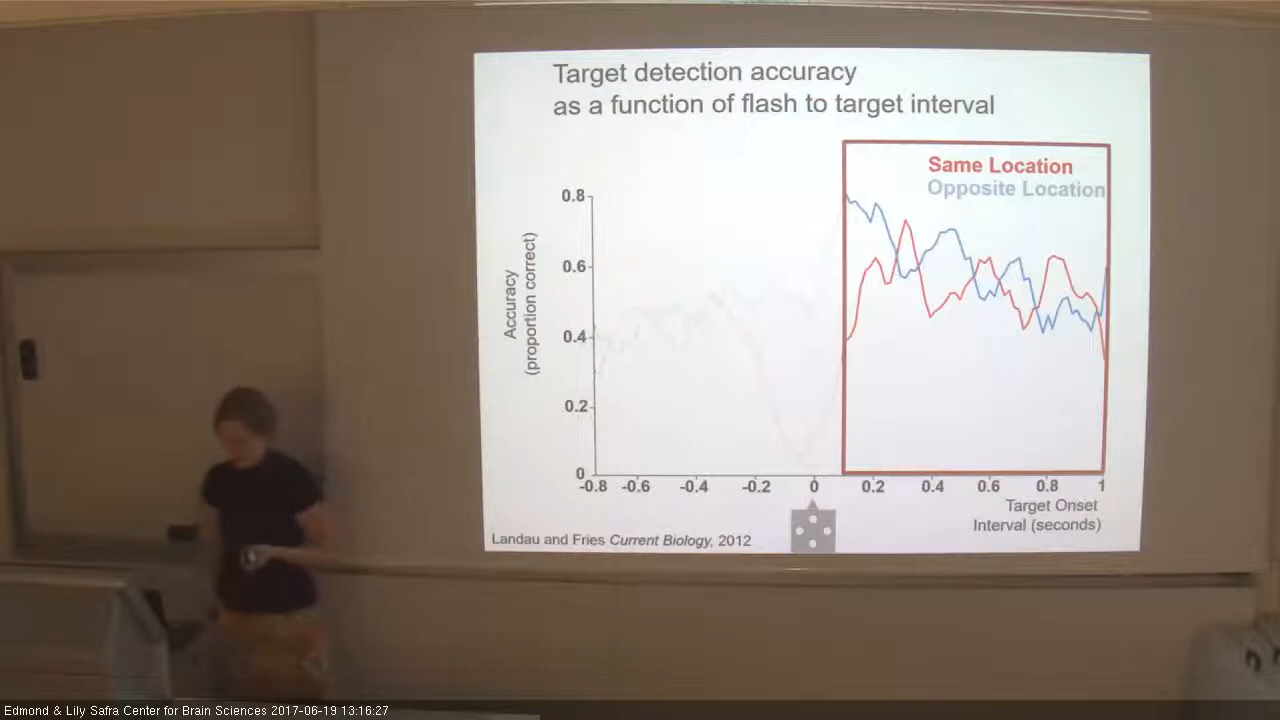 Target detection accuracy
as a function of flash to target interval
Same Location
Opposite Location
Accuracy
(proportion correct)
0.8
0.6
0.4
0.2
0
-0.8 -0.6 -0.4 -0.2 0 0.2 0.4 0.6 0.8 1
Target Onset
Interval (seconds)
Landau and Fries Current Biology, 2012
Edmond & Lily Safra Center for Brain Sciences 2017-06-19 13:16:27